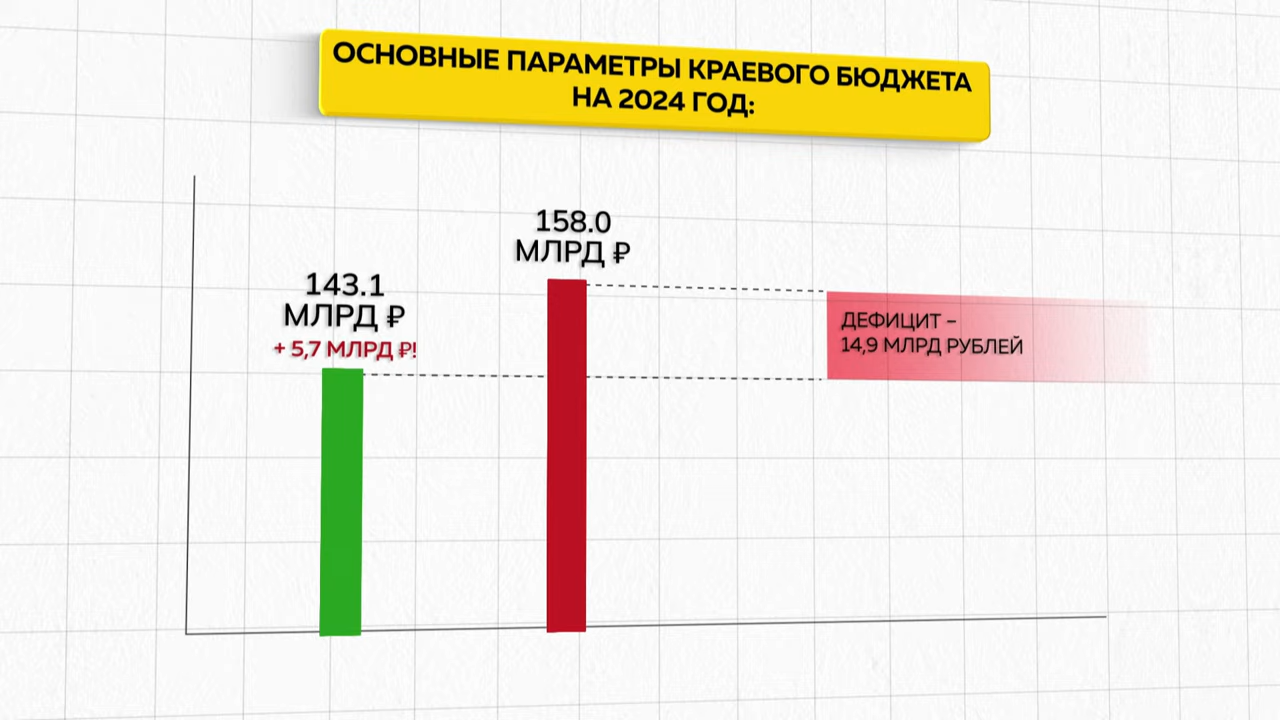 ОСНОВНЫЕ ПАРАМЕТРЫ КРАЕВОГО БЮДЖЕТА
НА 2024 ГОД:
158.0
МЛРД ₽
143.1
МЛРД ₽
+ 5,7 МЛРД ₽!
ДЕФИЦИТ –
14,9 МЛРД РУБЛЕЙ